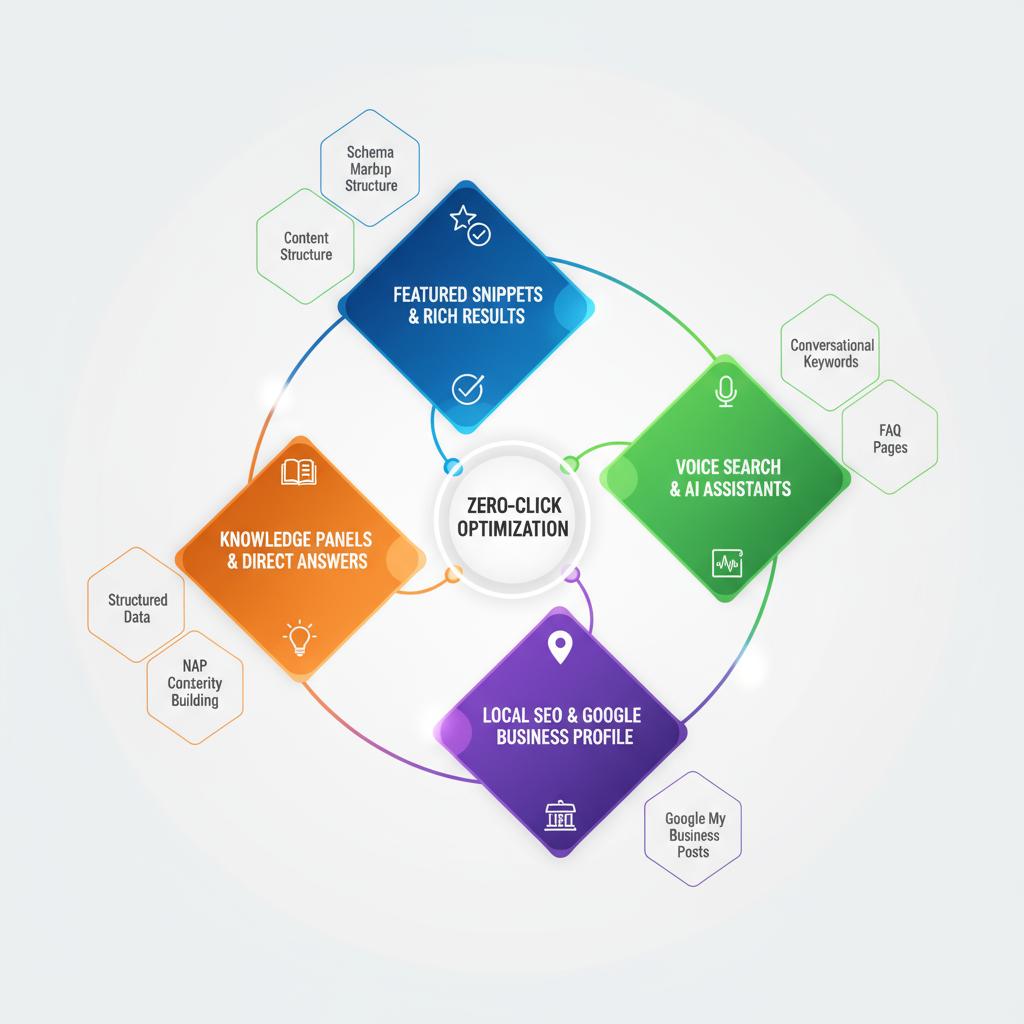 Schema
Marbıp
Structure
Content
Structure
FEATURED SNIPPETS
& RICH RESULTS
Conversational
Keywords
FAQ
Pages
VOICE SEARCH
& AI ASSISTANTS
ZERO-CLICK
OPTIMIZATION
KNOWLEDGE PANELS
& DIRECT ANSWERS
Structured
Data
NAP
Conterity
Building
LOCAL SEO & GOOGLE
BUSINESS PROFILE
Google My
Business
Posts